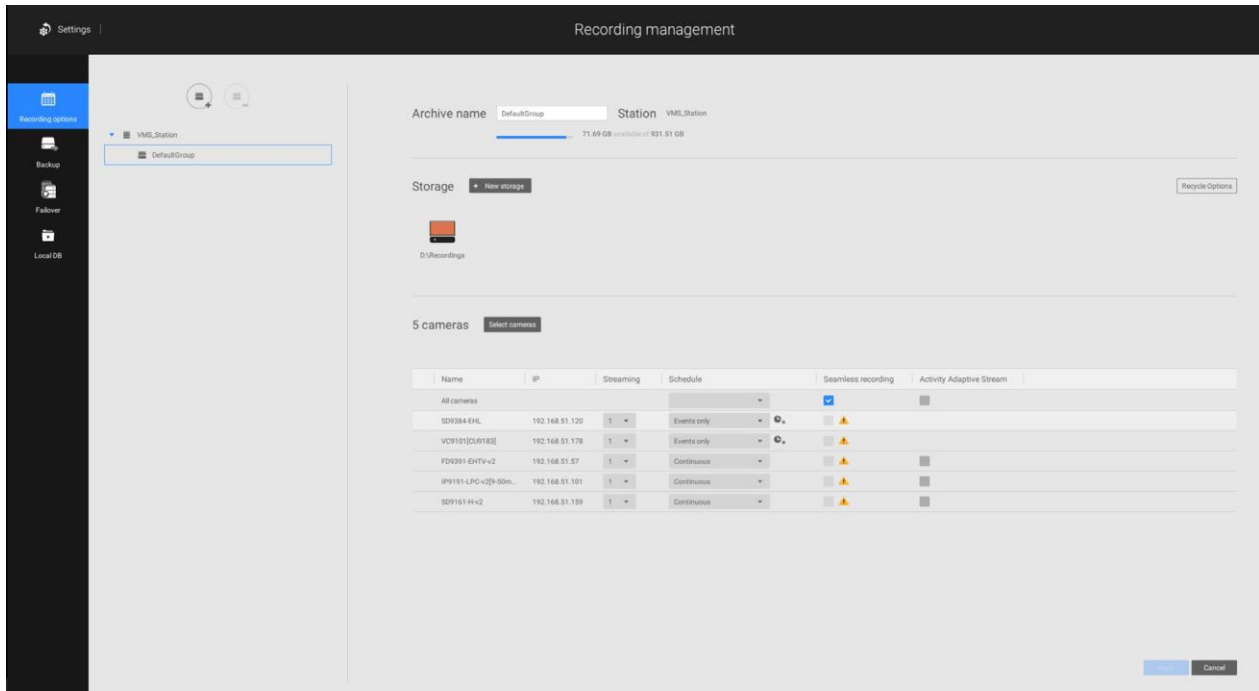 Settings
Recording management
Recording options
Backup
Failover
Local DB
VMS_Station
DefaultGroup
Archive name DefaultGroup Station VMS_Station
71.69 GB available of 931.51 GB
Storage + New storage Recycle Options
D:\Recordings
5 cameras Select cameras
Name IP Streaming Schedule Seamless recording Activity Adaptive Stream
All cameras
SD9384-EHL 192.168.51.120 1 Events only
VC9101[CU9183] 192.168.51.178 1 Events only
FD9391-EHTV-v2 192.168.51.57 1 Continuous
IP9191-LPC-v2[9-50m... 192.168.51.101 1 Continuous
SD9161-H-v2 192.168.51.159 1 Continuous
Apply Cancel